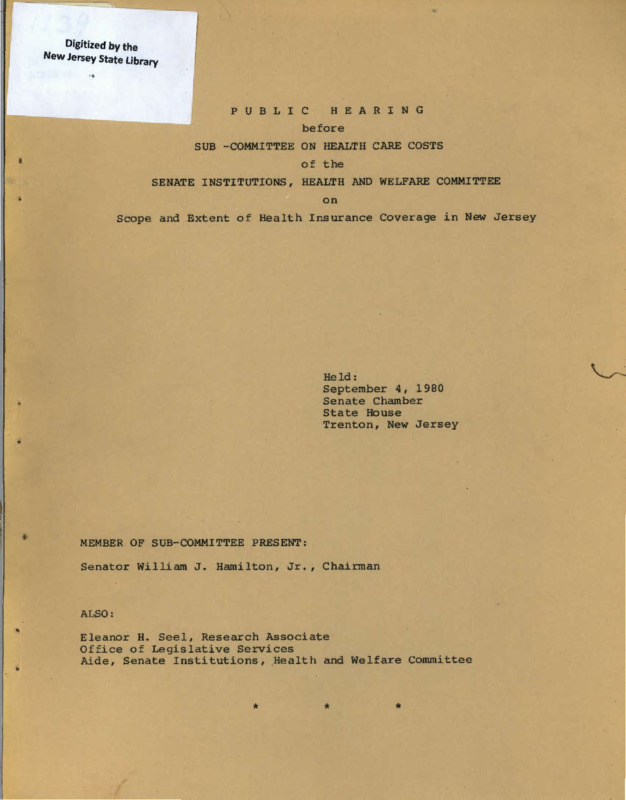 Digitized by the
New Jersey State Library
P U B L I C   H E A R I N G
before
SUB -COMMITTEE ON HEALTH CARE COSTS
of the
SENATE INSTITUTIONS, HEALTH AND WELFARE COMMITTEE
on
Scope and Extent of Health Insurance Coverage in New Jersey
Held:
September 4, 1980
Senate Chamber
State House
Trenton, New Jersey
MEMBER OF SUB-COMMITTEE PRESENT:
Senator William J. Hamilton, Jr., Chairman
ALSO:
Eleanor H. Seel, Research Associate
Office of Legislative Services
Aide, Senate Institutions, Health and Welfare Committee
* * *